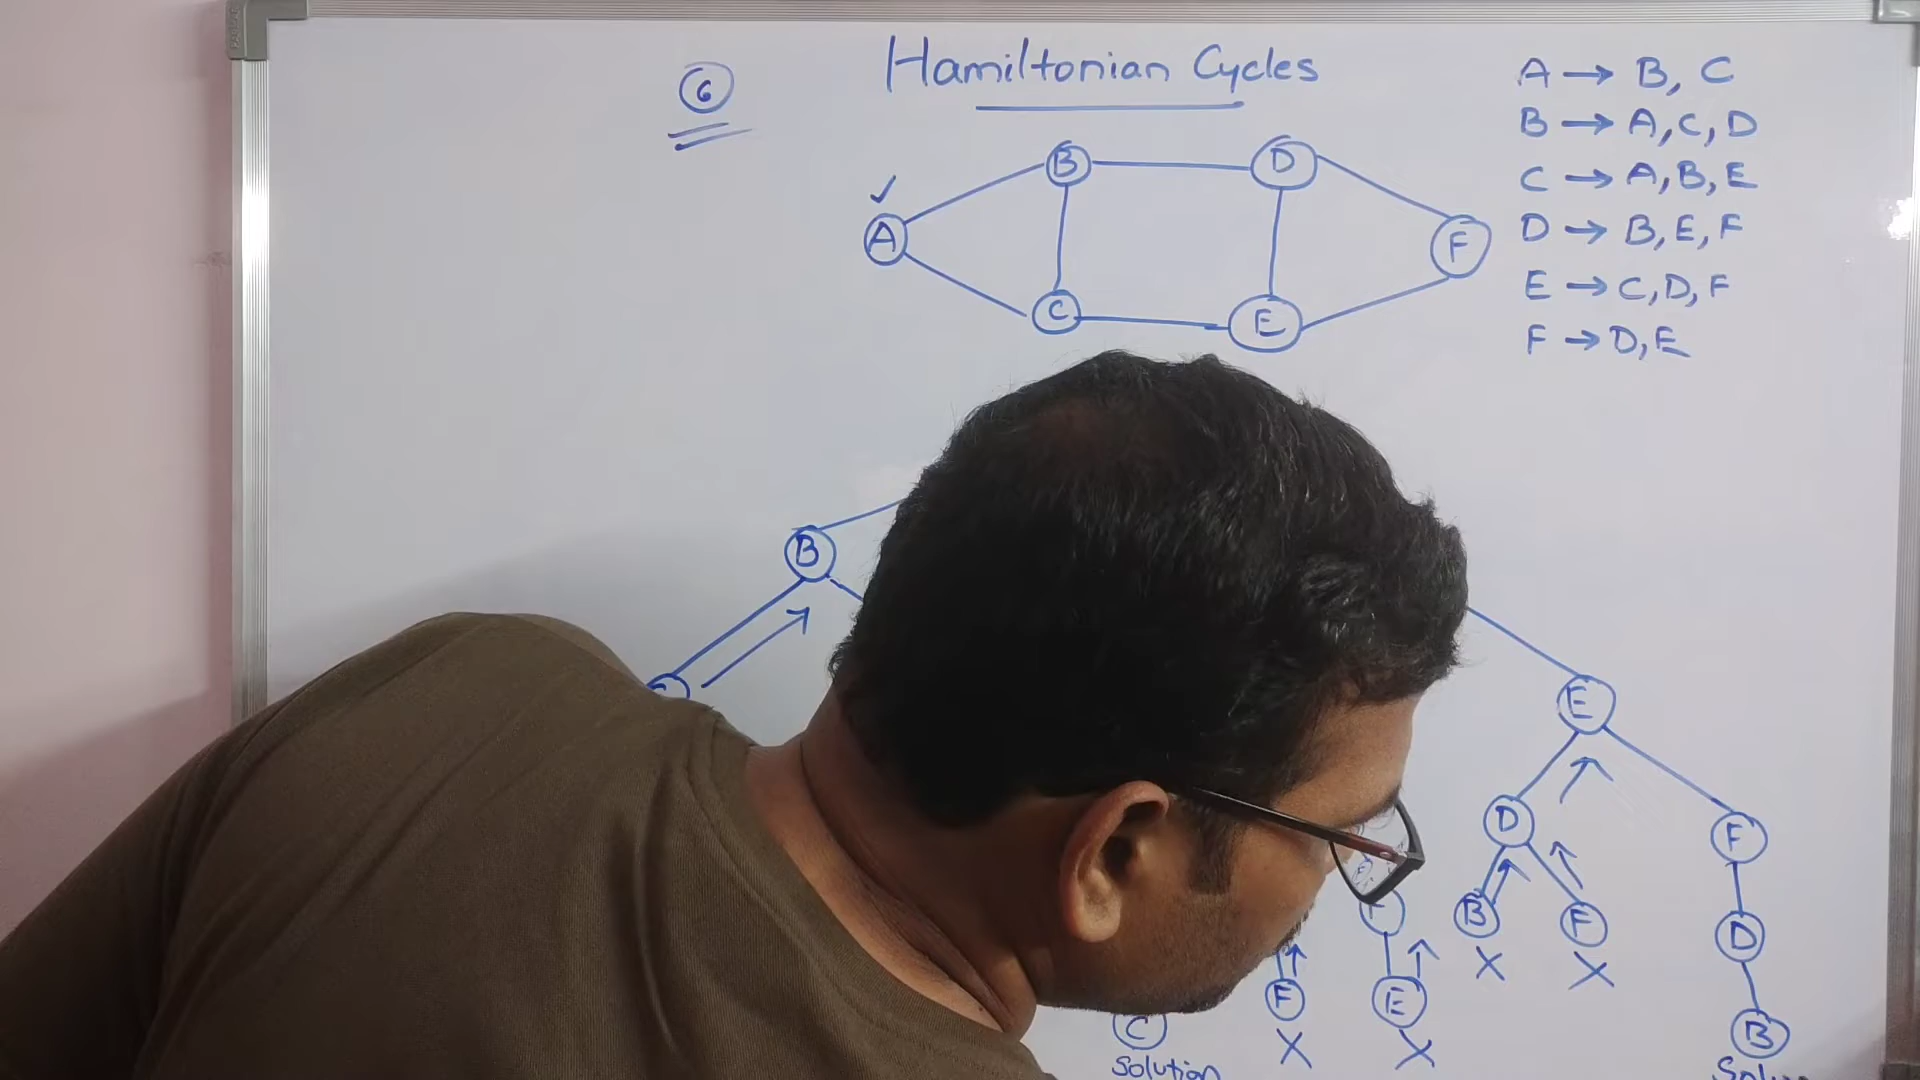 Hamiltonian Cycles
6
A → B, C
B → A, C, D
C → A, B, E
D → B, E, F
E → C, D, F
F → D, E
B D
A F
C E
B
E
D F
B F D
X X
F E
C B
X X
Solution